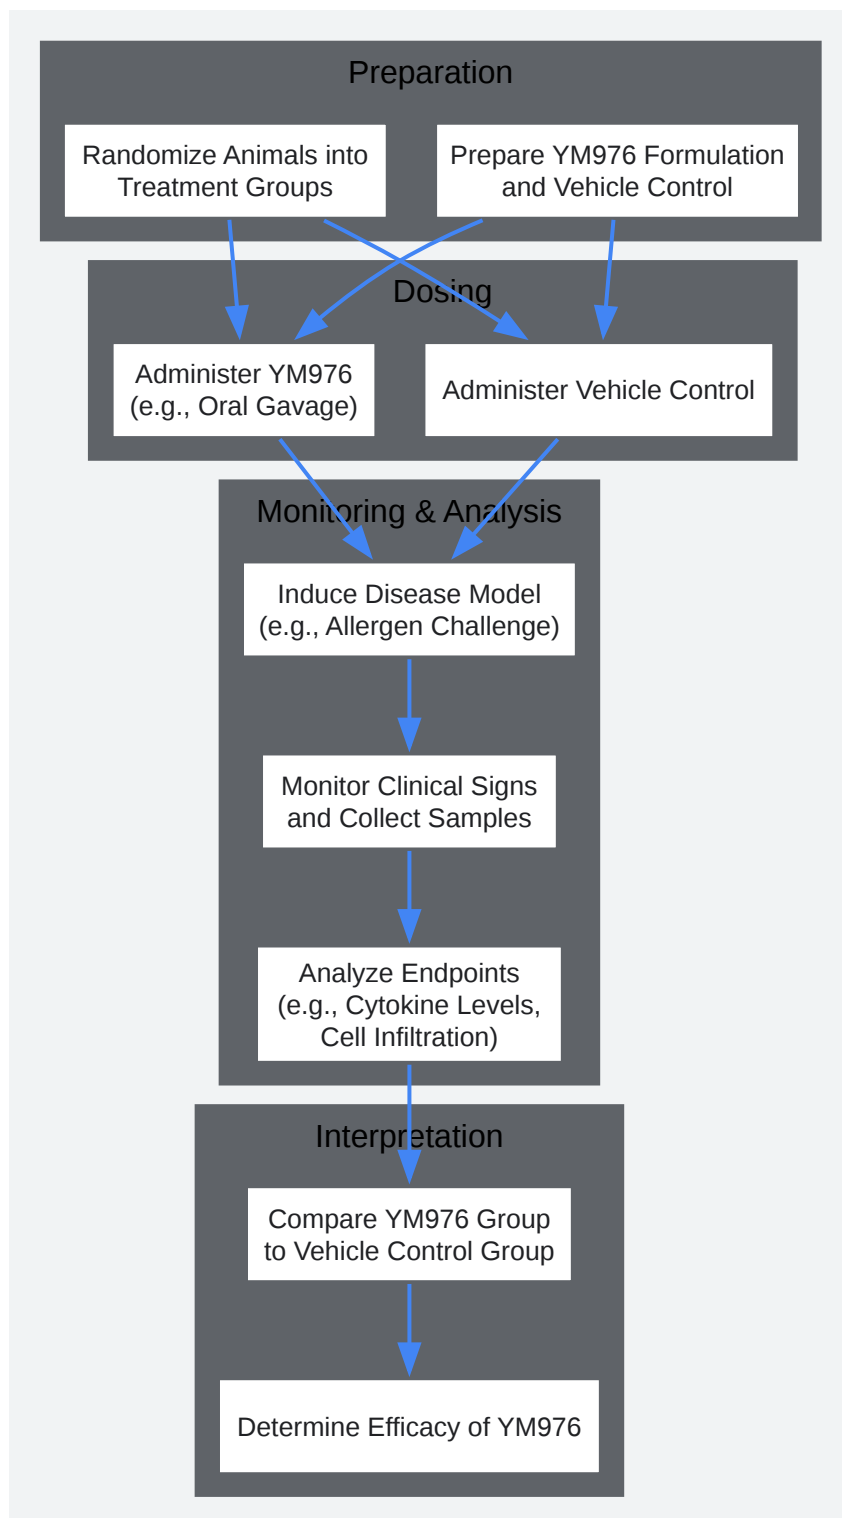 Preparation
Randomize Animals into
Treatment Groups
Prepare YM976 Formulation
and Vehicle Control
Dosing
Administer YM976
(e.g., Oral Gavage)
Administer Vehicle Control
Monitoring & Analysis
Induce Disease Model
(e.g., Allergen Challenge)
Monitor Clinical Signs
and Collect Samples
Analyze Endpoints
(e.g., Cytokine Levels,
Cell Infiltration)
Interpretation
Compare YM976 Group
to Vehicle Control Group
Determine Efficacy of YM976